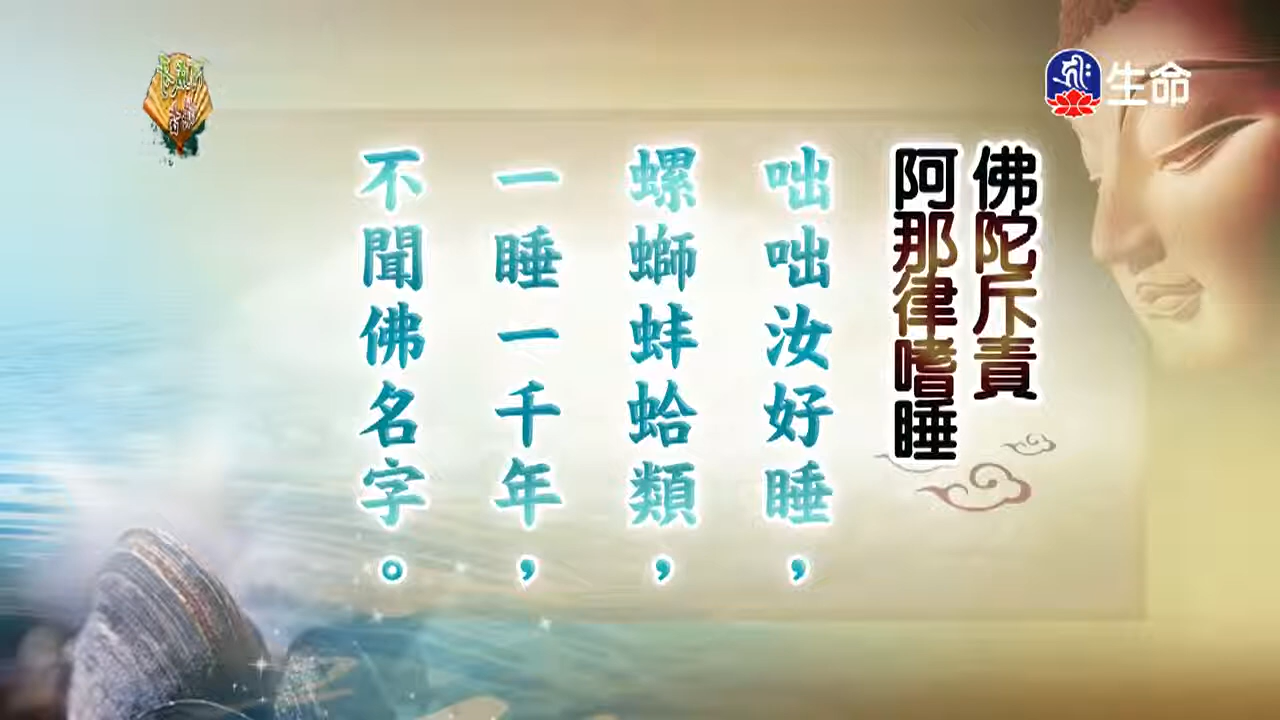 生命
佛陀斥責
阿那律嗜睡
咄咄汝好睡，
螺螄蚌蛤類，
一睡一千年，
不聞佛名字。